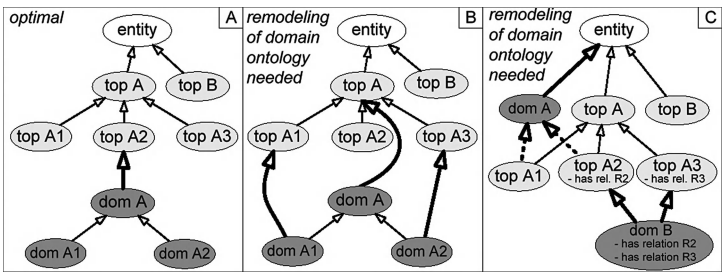 optimal
A
entity
top A
top B
top A1
top A2
top A3
dom A
dom A1
dom A2
remodeling
of domain
ontology
needed
B
entity
top A
top B
top A1
top A2
top A3
dom A
dom A1
dom A2
remodeling
of domain
ontology
needed
C
entity
dom A
top A
top B
top A1
top A2
- has rel. R2
top A3
- has rel. R3
dom B
- has relation R2
- has relation R3